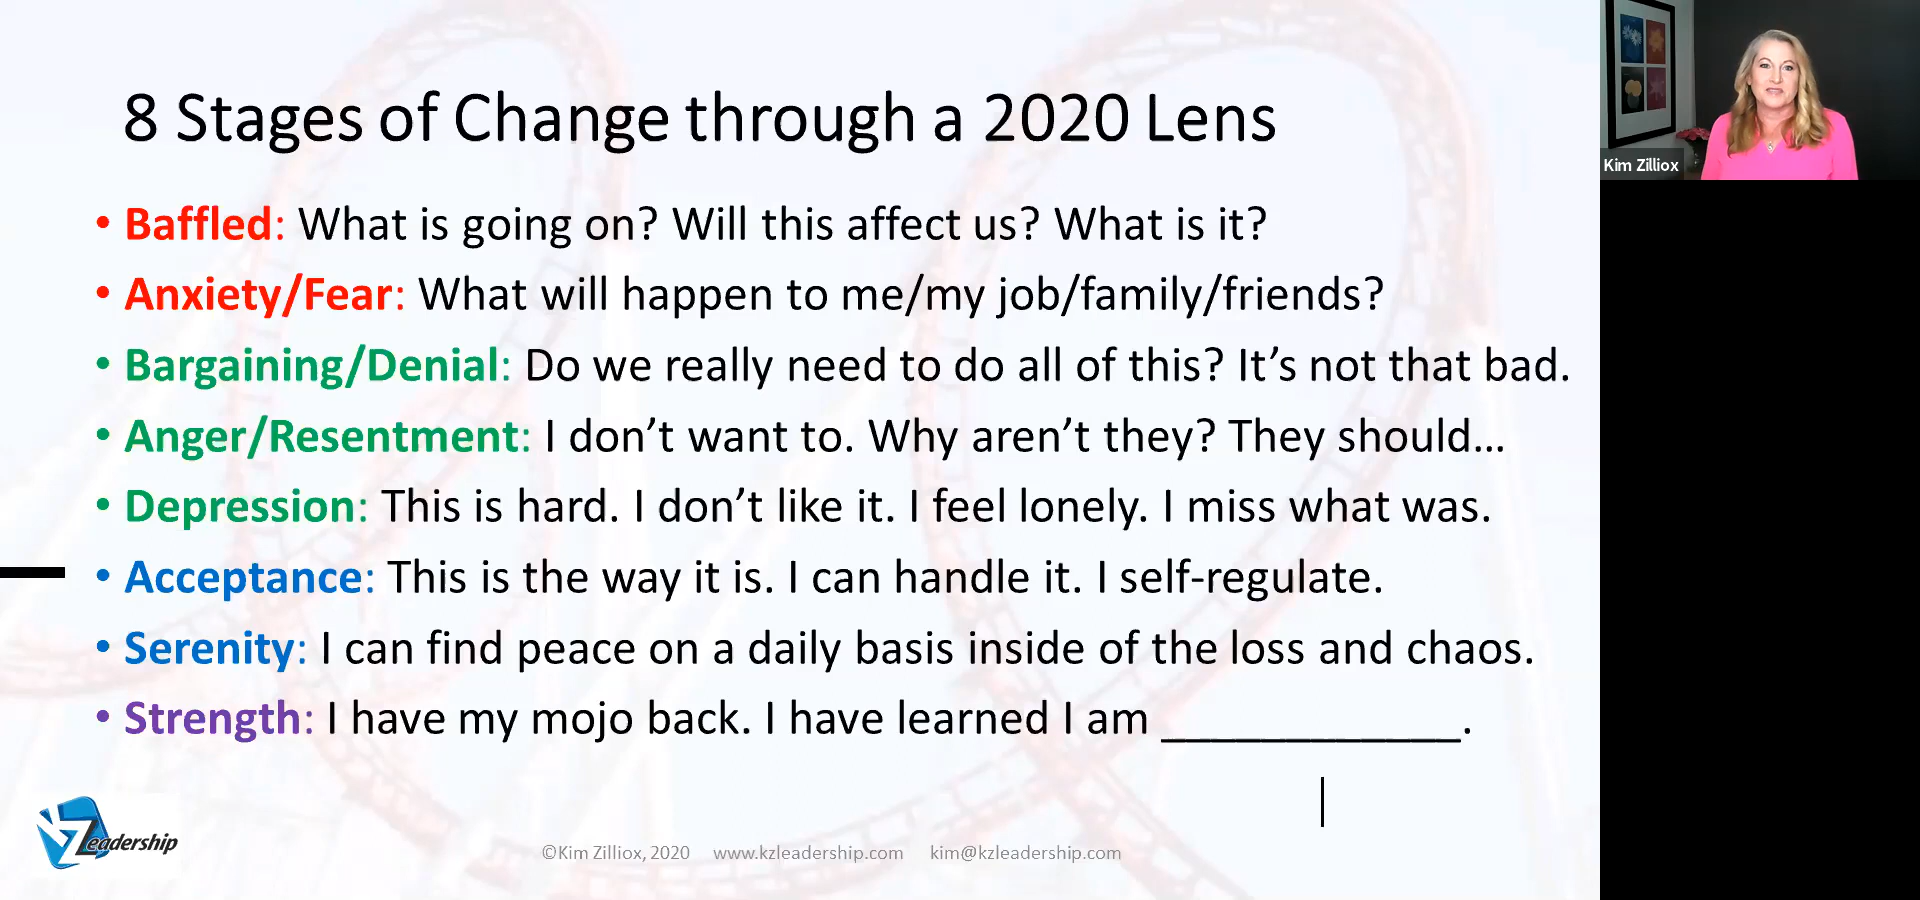 8 Stages of Change through a 2020 Lens
• Baffled: What is going on? Will this affect us? What is it?
• Anxiety/Fear: What will happen to me/my job/family/friends?
• Bargaining/Denial: Do we really need to do all of this? It’s not that bad.
• Anger/Resentment: I don’t want to. Why aren’t they? They should…
• Depression: This is hard. I don’t like it. I feel lonely. I miss what was.
• Acceptance: This is the way it is. I can handle it. I self-regulate.
• Serenity: I can find peace on a daily basis inside of the loss and chaos.
• Strength: I have my mojo back. I have learned I am ____________.
KZLeadership
©Kim Zilliox, 2020 www.kzleadership.com kim@kzleadership.com
Kim Zilliox